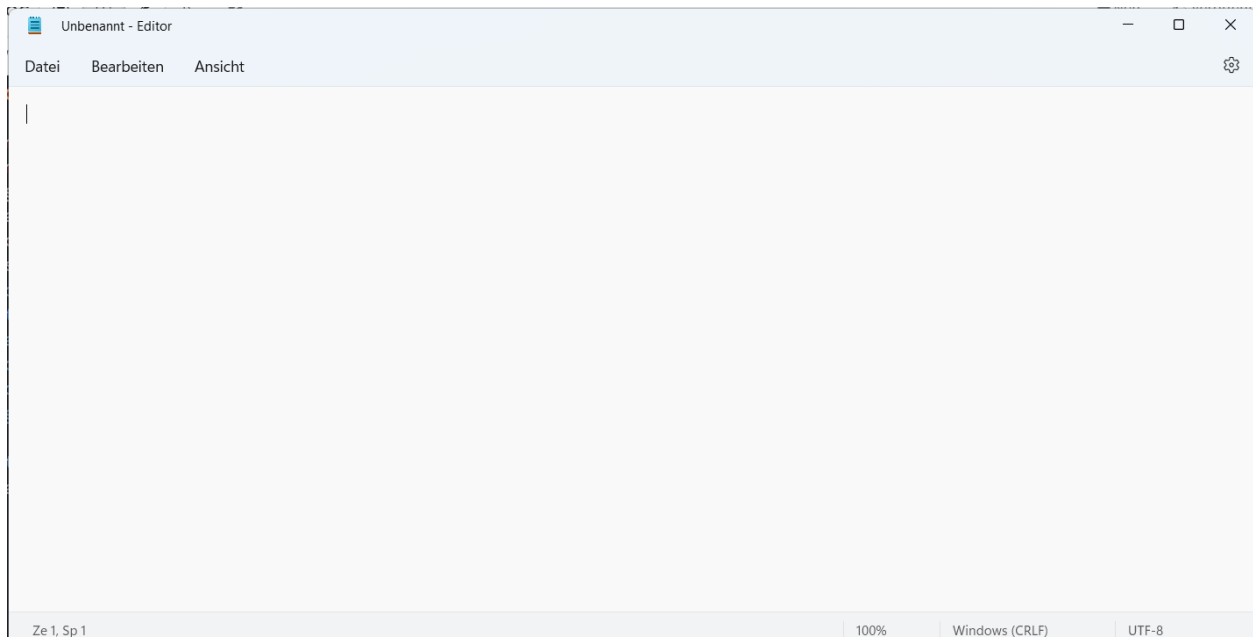 Unbenannt - Editor
Datei Bearbeiten Ansicht
Ze 1, Sp 1 100% Windows (CRLF) UTF-8